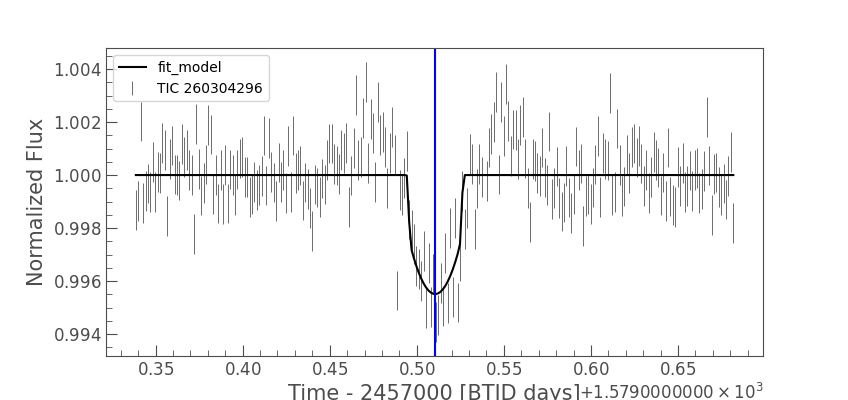 fit_model
TIC 260304296
Normalized Flux
1.004
1.002
1.000
0.998
0.996
0.994
0.35 0.40 0.45 0.50 0.55 0.60 0.65
Time - 2457000 [BTJD days]
+1.5790000000 × 10³